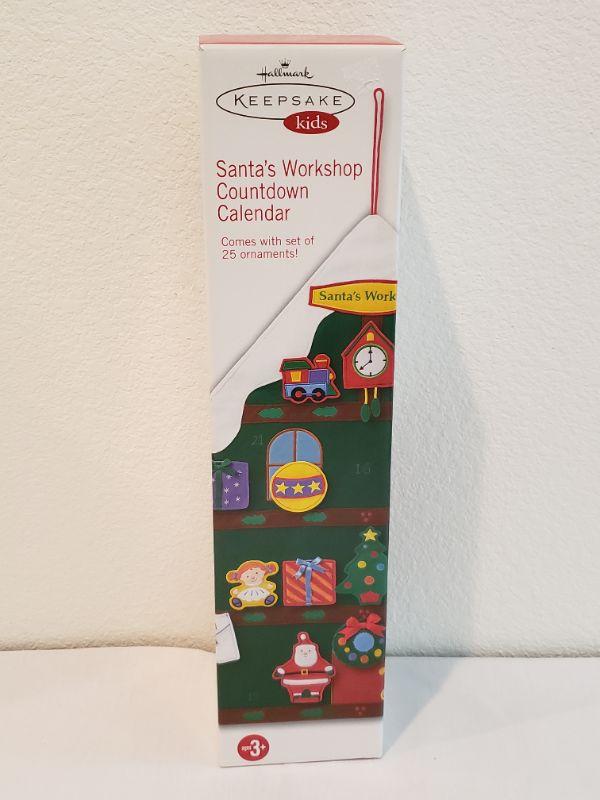 Hallmark
KEEPSAKE
kids
Santa's Workshop
Countdown
Calendar
Comes with set of
25 ornaments!
Santa's Work
21
16
ages 3+